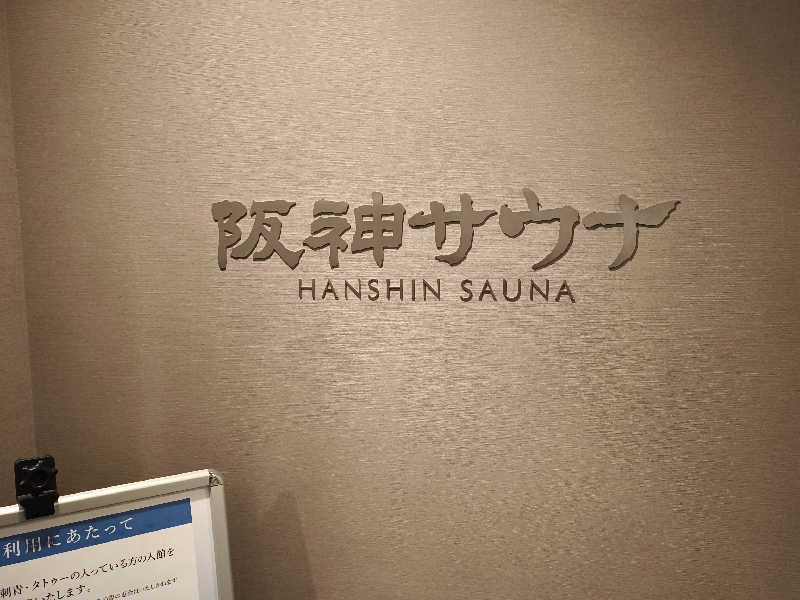 阪神サウナ
HANSHIN SAUNA
利用にあたって
刺青・タトゥーの入っている方の入館を
いたします。